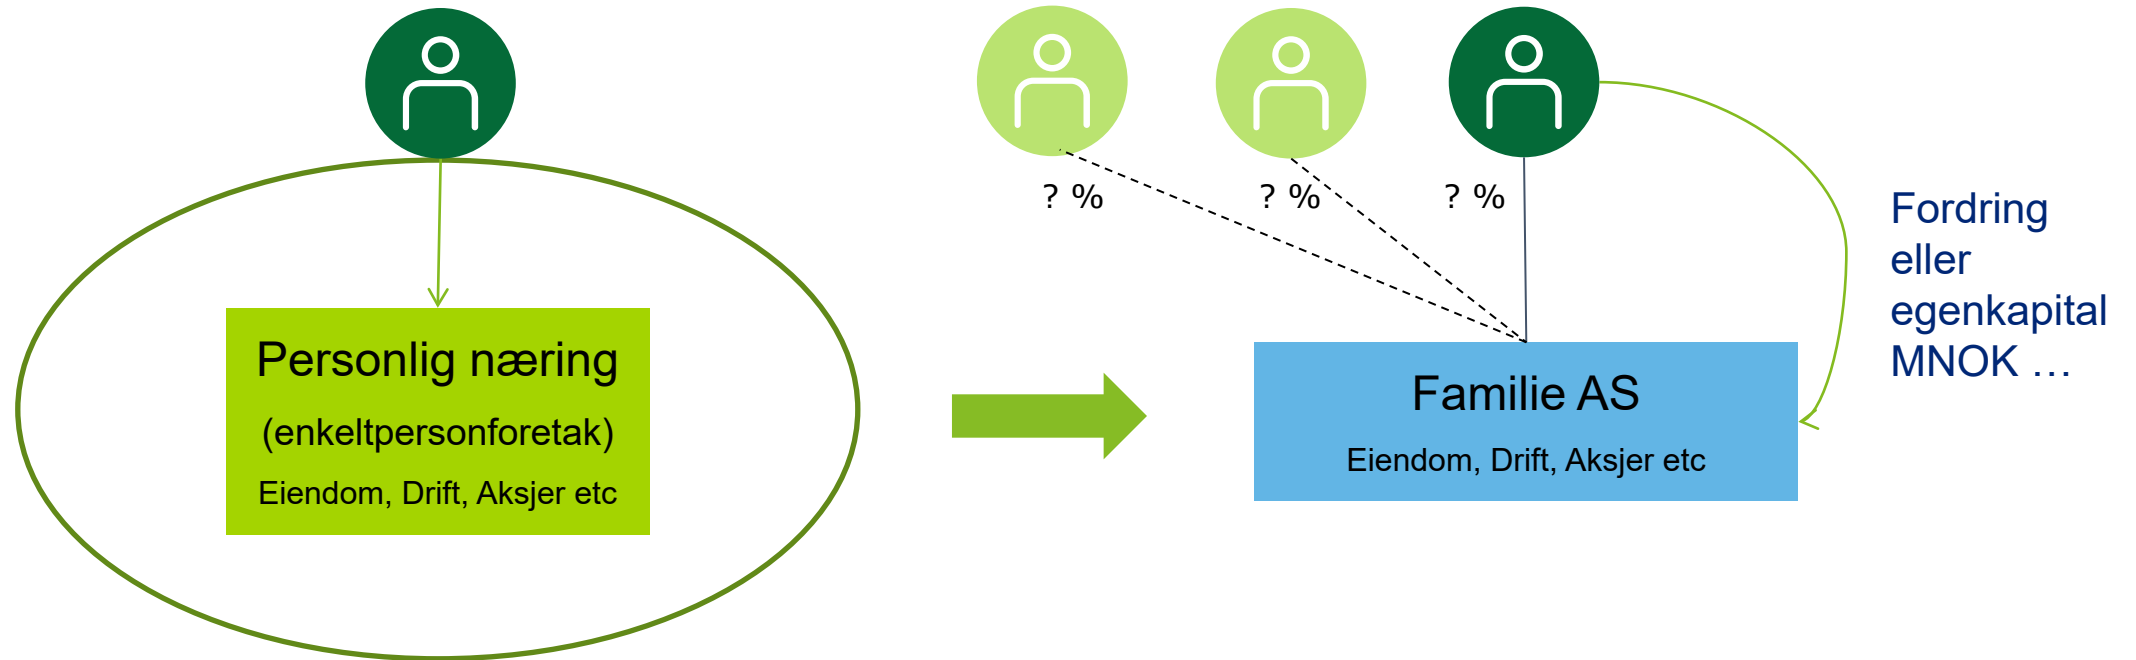 Personlig næring
(enkeltpersonforetak)
Eiendom, Drift, Aksjer etc
? %
? %
? %
Familie AS
Eiendom, Drift, Aksjer etc
Fordring
eller
egenkapital
MNOK …